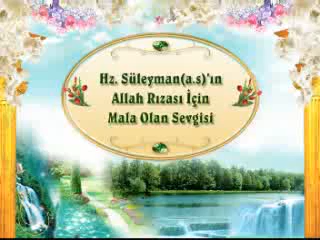 Hz. Süleyman(a.s)'ın
Allah Rızası İçin
Mala Olan Sevgisi